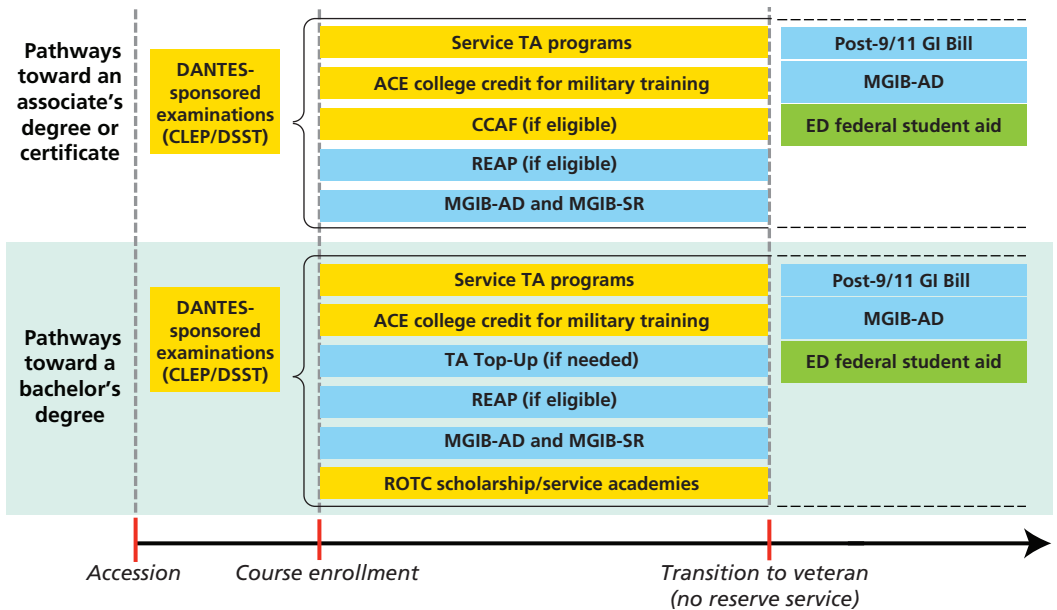 Pathways
toward an
associate's
degree or
certificate
DANTES-
sponsored
examinations
(CLEP/DSST)
Service TA programs
ACE college credit for military training
CCAF (if eligible)
REAP (if eligible)
MGIB-AD and MGIB-SR
Post-9/11 GI Bill
MGIB-AD
ED federal student aid
Pathways
toward a
bachelor's
degree
DANTES-
sponsored
examinations
(CLEP/DSST)
Service TA programs
ACE college credit for military training
TA Top-Up (if needed)
REAP (if eligible)
MGIB-AD and MGIB-SR
ROTC scholarship/service academies
Post-9/11 GI Bill
MGIB-AD
ED federal student aid
Accession
Course enrollment
Transition to veteran
(no reserve service)